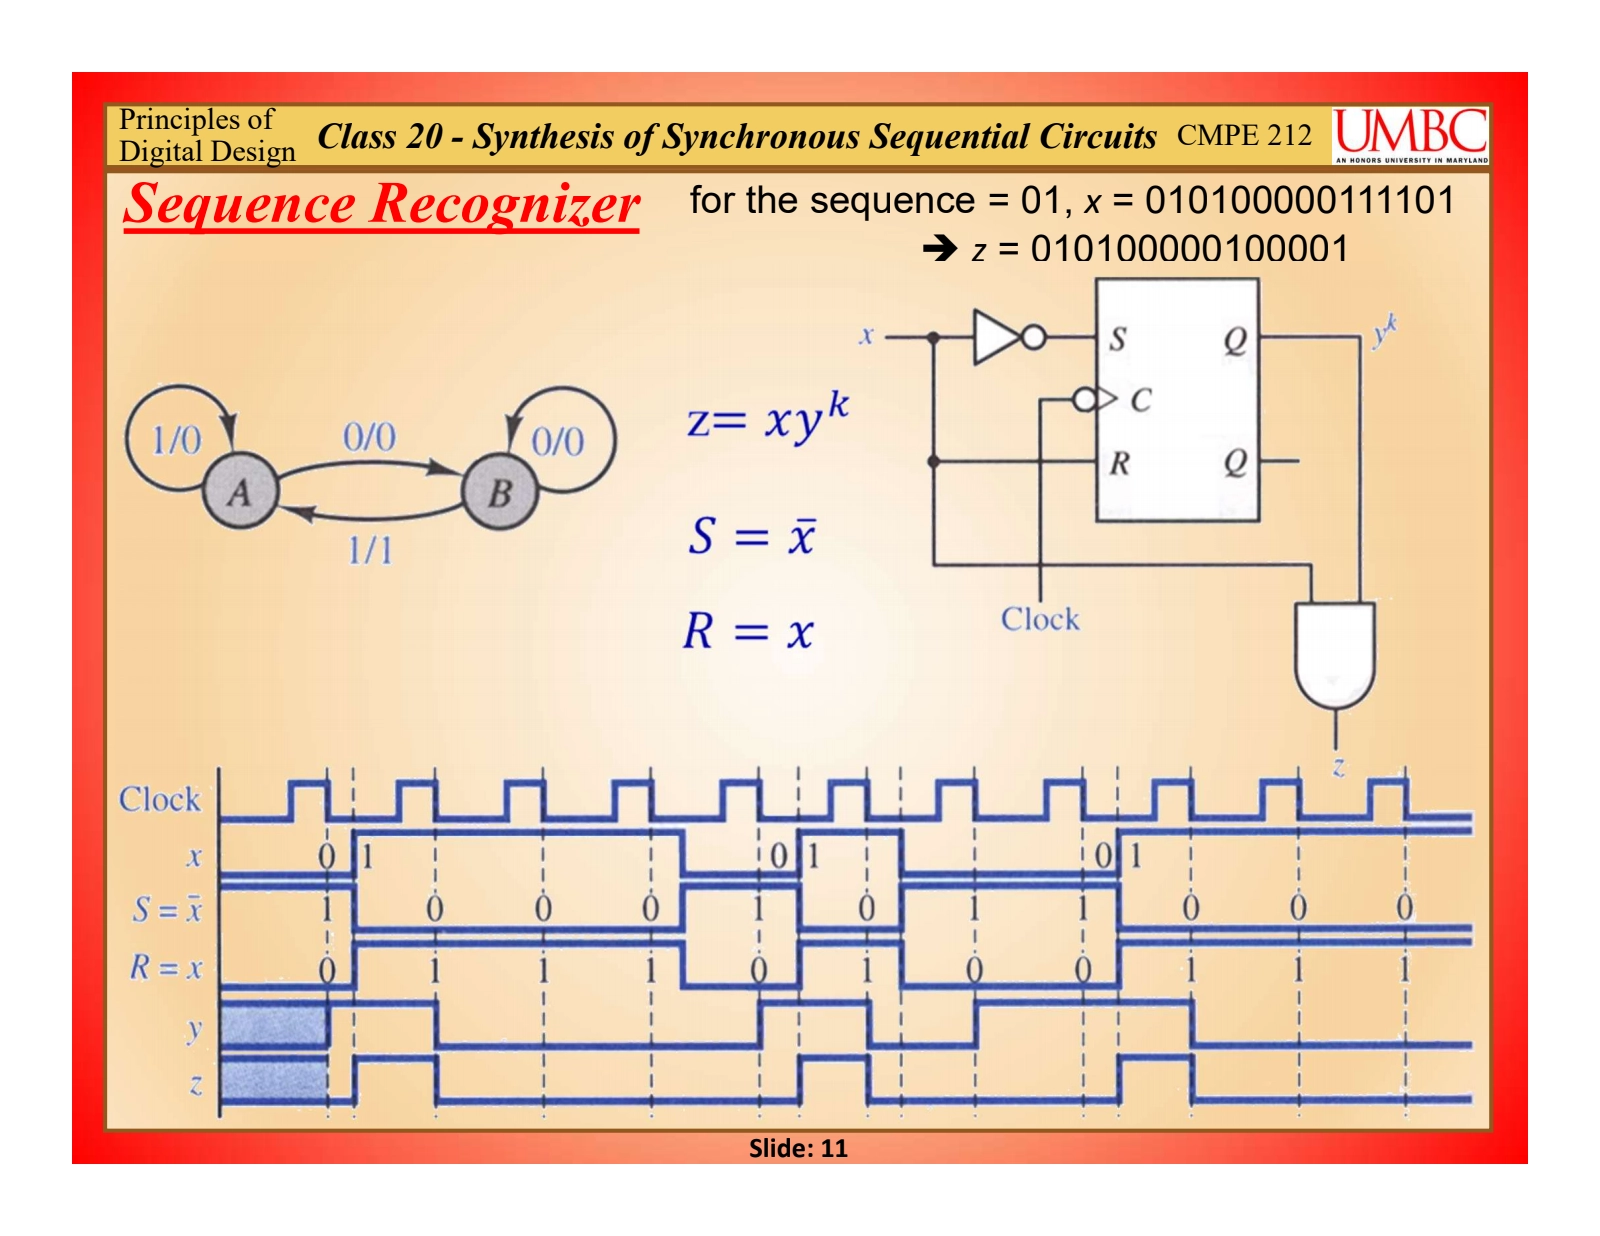 Principles of
Digital Design
Class 20 - Synthesis of Synchronous Sequential Circuits
CMPE 212
UMBC
AN HONORS UNIVERSITY IN MARYLAND
Sequence Recognizer
for the sequence = 01, x = 010100000111101
➔ z = 010100000100001
1/0
0/0
0/0
A
B
1/1
z= xyᵏ
S = x̄
R = x
x
S
Q
yᵏ
C
R
Q
Clock
z
Clock
x
0 1
0 1
0 1
S = x̄
1 0 0 0 1 0 1 1 0 0 0
R = x
0 1 1 1 0 1 0 0 1 1 1
y
z
Slide: 11